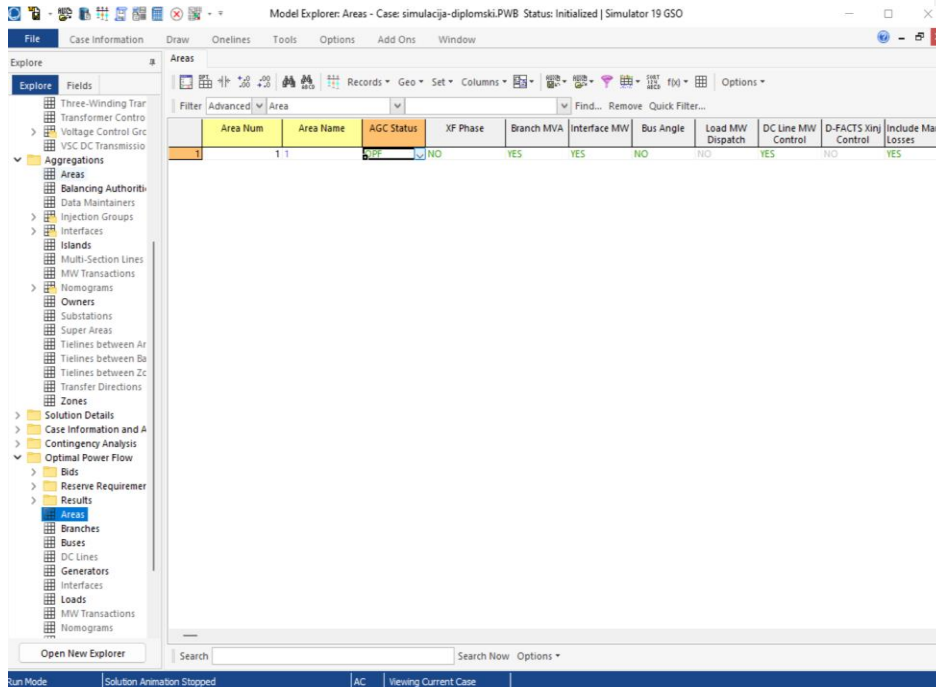 Model Explorer: Areas - Case: simulacija-diplomski.PWB Status: Initialized | Simulator 19 GSO
File Case Information Draw Onelines Tools Options Add Ons Window
Explore
Areas
Explore Fields
Records Geo Set Columns Options
Filter Advanced Area Find... Remove Quick Filter...
Area Num Area Name AGC Status XF Phase Branch MVA Interface MW Bus Angle Load MW Dispatch DC Line MW Control D-FACTS Xinj Control Include Mar Losses
1 1 1 OPF NO YES YES NO NO YES NO YES
Three-Winding Tran
Transformer Contro
Voltage Control Grc
VSC DC Transmissio
Aggregations
Areas
Balancing Authoriti
Data Maintainers
Injection Groups
Interfaces
Islands
Multi-Section Lines
MW Transactions
Nomograms
Owners
Substations
Super Areas
Tielines between Ar
Tielines between Ba
Tielines between Zc
Transfer Directions
Zones
Solution Details
Case Information and A
Contingency Analysis
Optimal Power Flow
Bids
Reserve Requiremer
Results
Areas
Branches
Buses
DC Lines
Generators
Interfaces
Loads
MW Transactions
Nomograms
Open New Explorer
Search Search Now Options
Run Mode Solution Animation Stopped AC Viewing Current Case